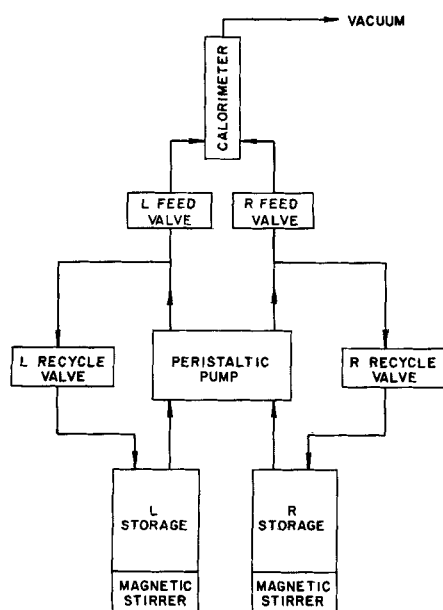 VACUUM
CALORIMETER
L FEED
VALVE
R FEED
VALVE
L RECYCLE
VALVE
PERISTALTIC
PUMP
R RECYCLE
VALVE
L
STORAGE
R
STORAGE
MAGNETIC
STIRRER
MAGNETIC
STIRRER